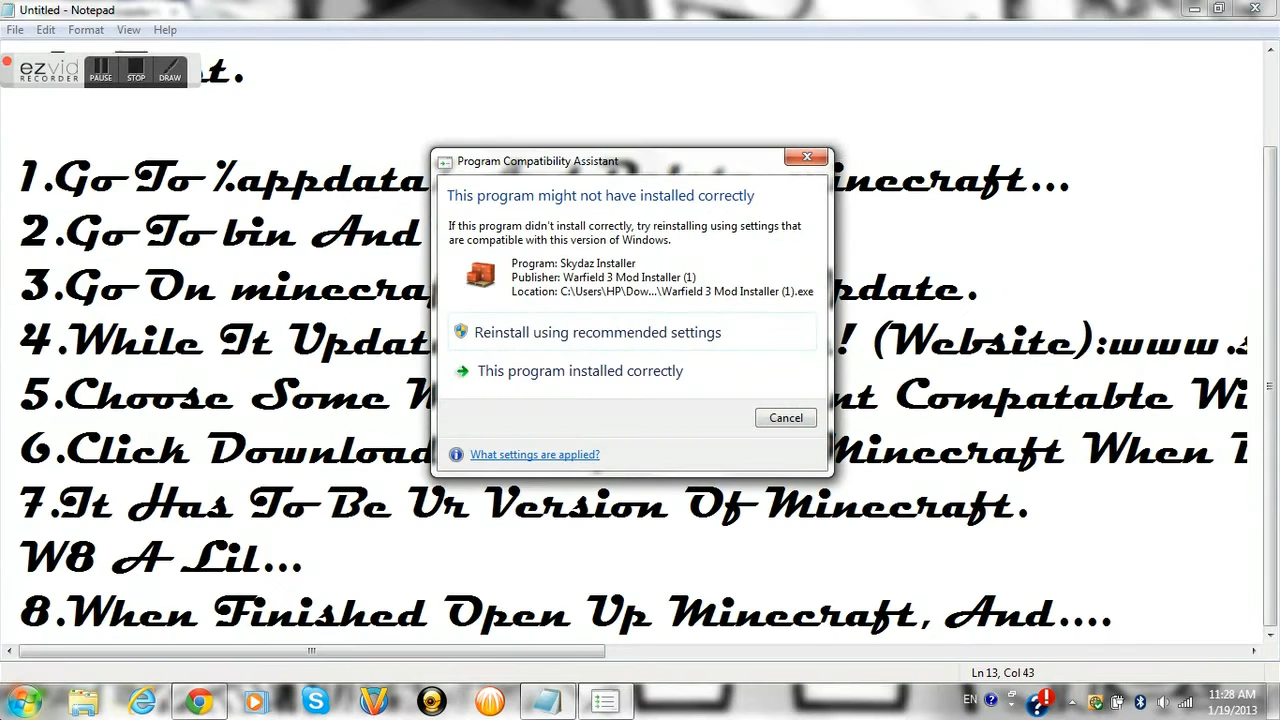 Untitled - Notepad
File Edit Format View Help
ezvid
RECORDER
PAUSE STOP DRAW
t.
1.Go To %appdata
minecraft...
2.Go To bin And
3.Go On minecra
pdate.
4.While It Updat
! (Website):www.s
5.Choose Some
nt Compatable Wi
6.Click Download
Minecraft When
7.It Has To Be Ur Version Of Minecraft.
W8 A Lil...
8.When Finished Open Up Minecraft, And....
Program Compatibility Assistant
This program might not have installed correctly
If this program didn't install correctly, try reinstalling using settings that
are compatible with this version of Windows.
Program: Skydaz Installer
Publisher: Warfield 3 Mod Installer (1)
Location: C:\Users\HP\Dow...\Warfield 3 Mod Installer (1).exe
Reinstall using recommended settings
This program installed correctly
Cancel
What settings are applied?
Ln 13, Col 43
EN
11:28 AM
1/19/2013